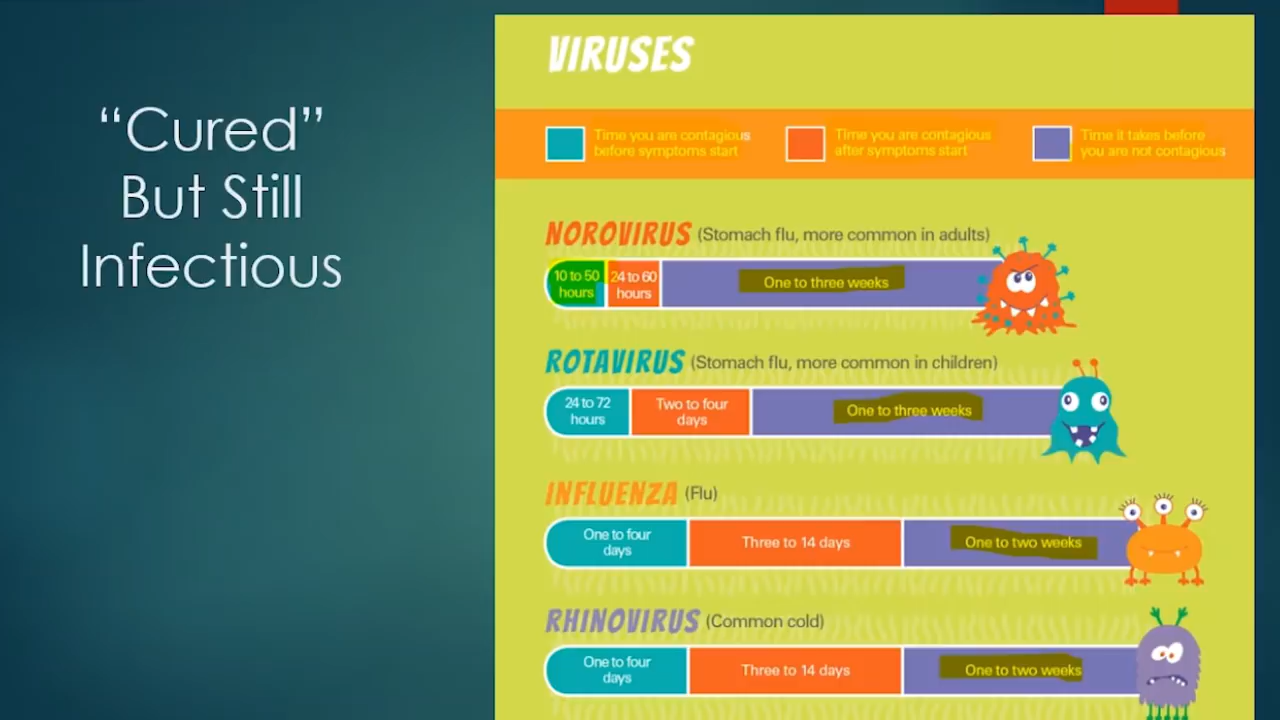 “Cured”
But Still
Infectious
VIRUSES
Time you are contagious
before symptoms start
Time you are contagious
after symptoms start
Time it takes before
you are not contagious
NOROVIRUS (Stomach flu, more common in adults)
10 to 50
hours
24 to 60
hours
One to three weeks
ROTAVIRUS (Stomach flu, more common in children)
24 to 72
hours
Two to four
days
One to three weeks
INFLUENZA (Flu)
One to four
days
Three to 14 days
One to two weeks
RHINOVIRUS (Common cold)
One to four
days
Three to 14 days
One to two weeks